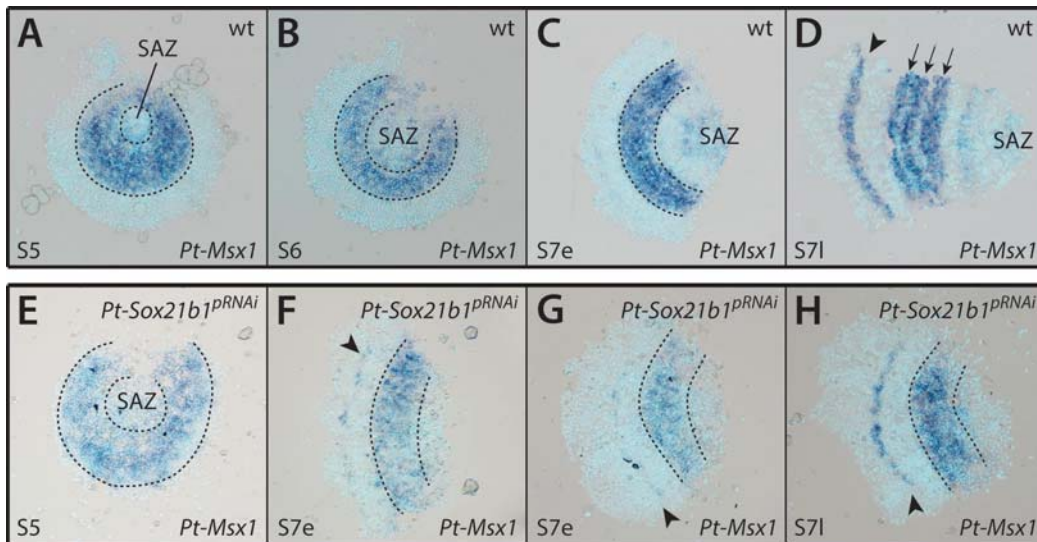 A
wt
SAZ
S5
Pt-Msx1
B
wt
SAZ
S6
Pt-Msx1
C
wt
SAZ
S7e
Pt-Msx1
D
wt
SAZ
S7l
Pt-Msx1
E
Pt-Sox21b1pRNAi
SAZ
S5
Pt-Msx1
F
Pt-Sox21b1pRNAi
S7e
Pt-Msx1
G
Pt-Sox21b1pRNAi
S7e
Pt-Msx1
H
Pt-Sox21b1pRNAi
S7l
Pt-Msx1